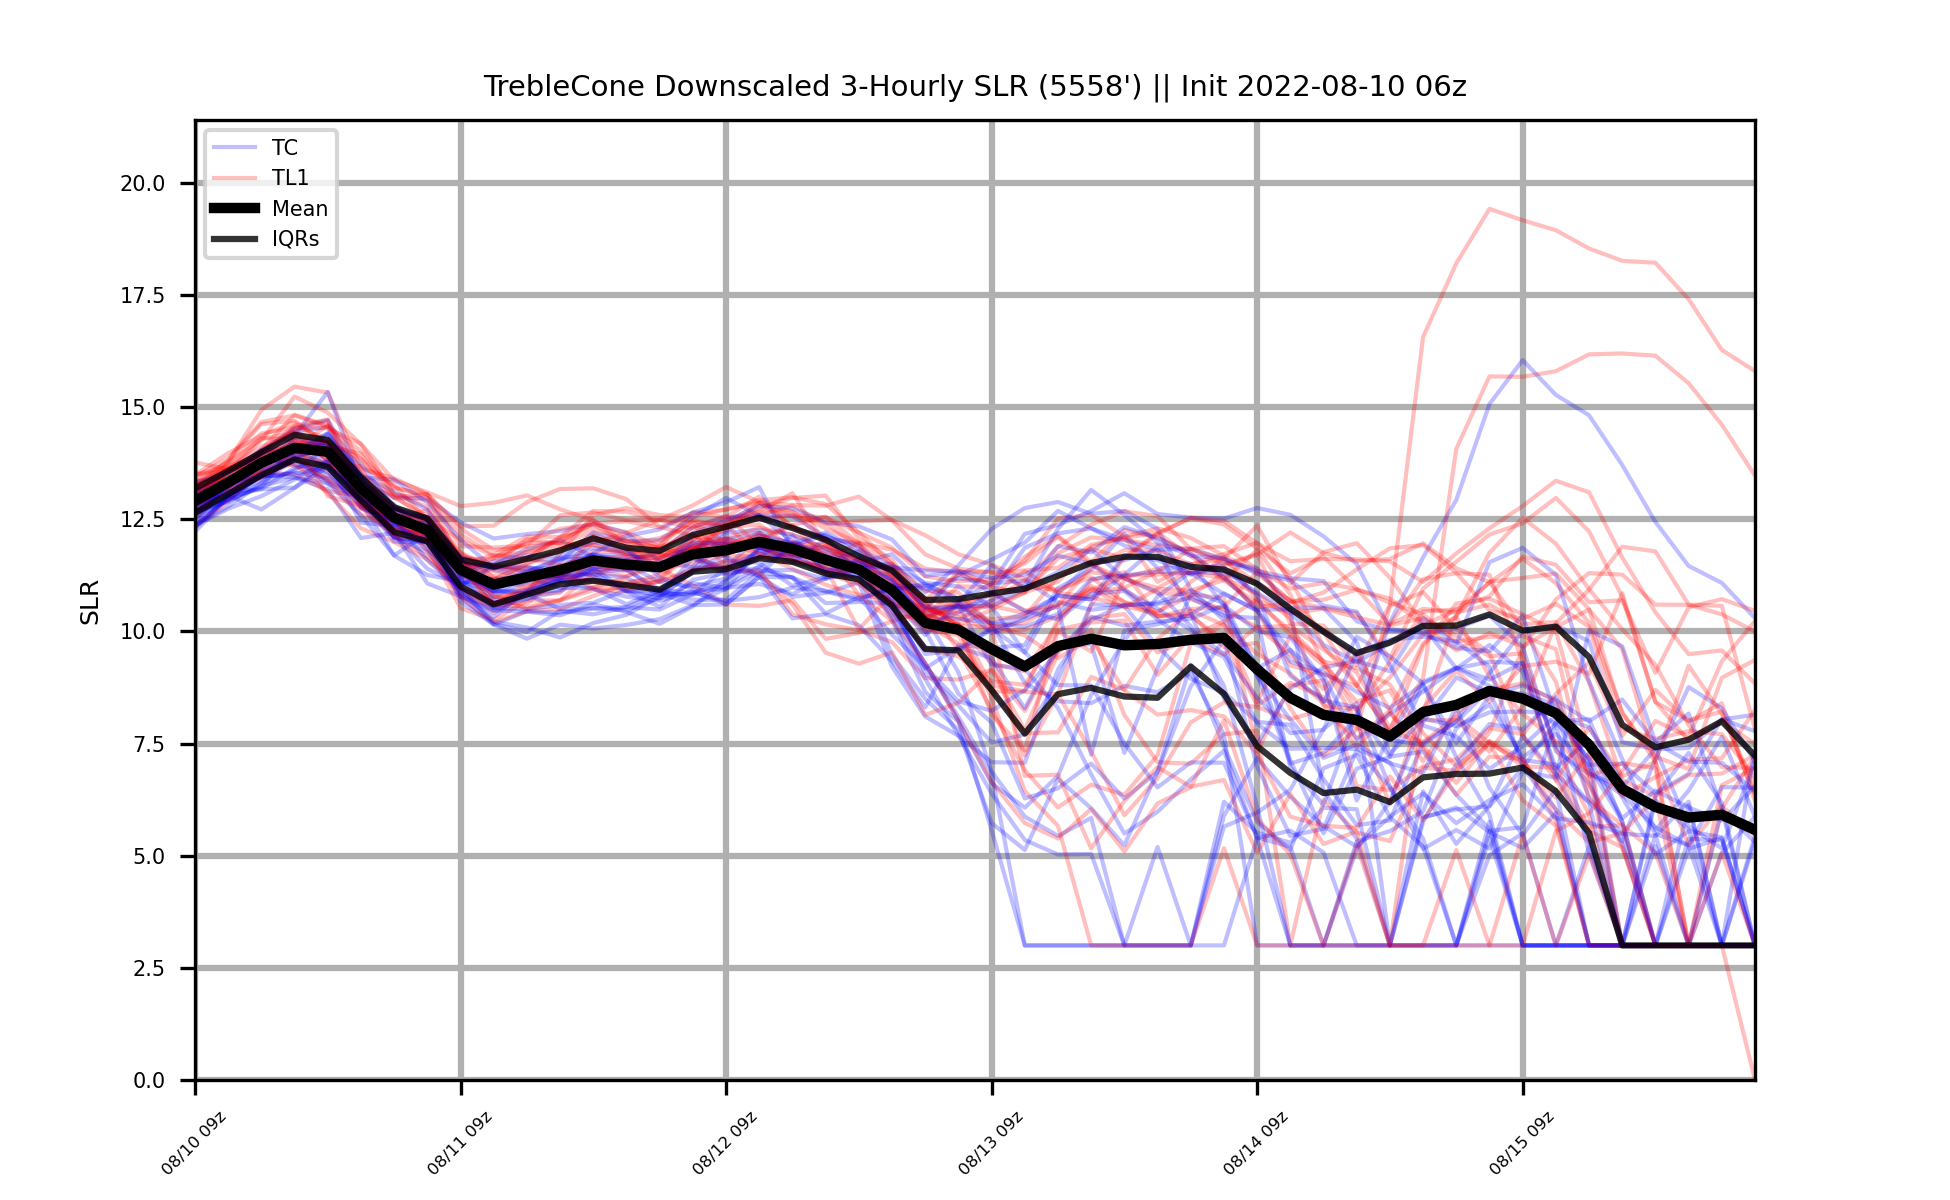 TrebleCone Downscaled 3-Hourly SLR (5558') || Init 2022-08-10 06z
TC
TL1
Mean
IQRs
20.0
17.5
15.0
12.5
10.0
7.5
5.0
2.5
0.0
SLR
08/10 09z
08/11 09z
08/12 09z
08/13 09z
08/14 09z
08/15 09z